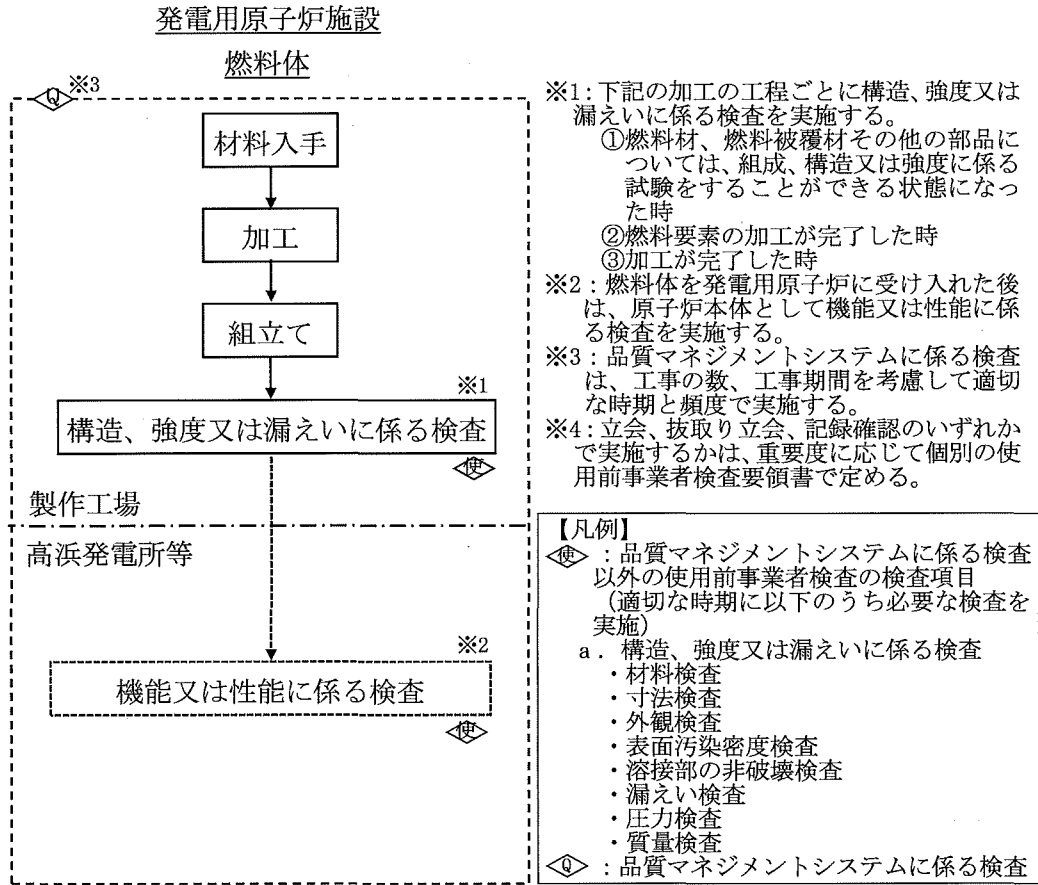 発電用原子炉施設
燃料体
Q ※3
材料入手
加工
組立て
※1
構造、強度又は漏えいに係る検査
使
製作工場
高浜発電所等
※2
機能又は性能に係る検査
使
※1：下記の加工の工程ごとに構造、強度又は
漏えいに係る検査を実施する。
①燃料材、燃料被覆材その他の部品に
ついては、組成、構造又は強度に係る
試験をすることができる状態になっ
た時
②燃料要素の加工が完了した時
③加工が完了した時
※2：燃料体を発電用原子炉に受け入れた後
は、原子炉本体として機能又は性能に係
る検査を実施する。
※3：品質マネジメントシステムに係る検査
は、工事の数、工事期間を考慮して適切
な時期と頻度で実施する。
※4：立会、抜取り立会、記録確認のいずれか
で実施するかは、重要度に応じて個別の使
用前事業者検査要領書で定める。
【凡例】
使：品質マネジメントシステムに係る検査
以外の使用前事業者検査の検査項目
（適切な時期に以下のうち必要な検査を
実施）
a．構造、強度又は漏えいに係る検査
・材料検査
・寸法検査
・外観検査
・表面汚染密度検査
・溶接部の非破壊検査
・漏えい検査
・圧力検査
・質量検査
Q：品質マネジメントシステムに係る検査